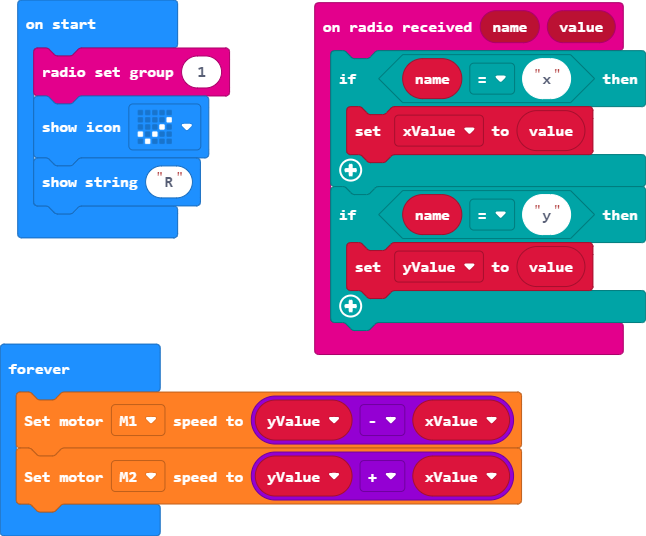 on start
radio set group 1
show icon
show string "R"
on radio received name value
if name = "x" then
set xValue to value
if name = "y" then
set yValue to value
forever
Set motor M1 speed to yValue - xValue
Set motor M2 speed to yValue + xValue